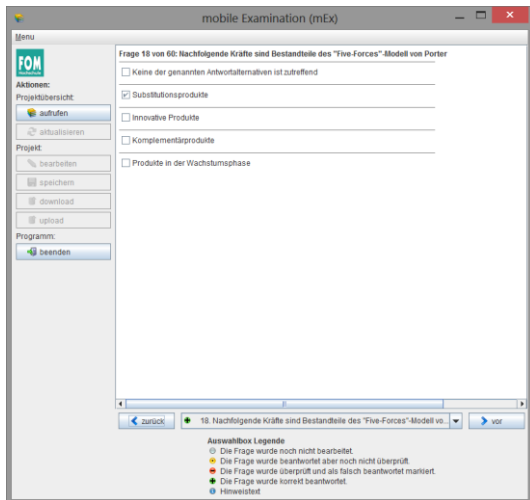 mobile Examination (mEx)
Menu
FOM
Hochschule
Aktionen:
Projektübersicht:
aufrufen
aktualisieren
Projekt:
bearbeiten
speichern
download
upload
Programm:
beenden
Frage 18 von 60: Nachfolgende Kräfte sind Bestandteile des "Five-Forces"-Modell von Porter
Keine der genannten Antwortalternativen ist zutreffend
Substitutionsprodukte
Innovative Produkte
Komplementärprodukte
Produkte in der Wachstumsphase
zurück
18. Nachfolgende Kräfte sind Bestandteile des "Five-Forces"-Modell vo...
vor
Auswahlbox Legende
Die Frage wurde noch nicht bearbeitet.
Die Frage wurde beantwortet aber noch nicht überprüft.
Die Frage wurde überprüft und als falsch beantwortet markiert.
Die Frage wurde korrekt beantwortet.
Hinweistext